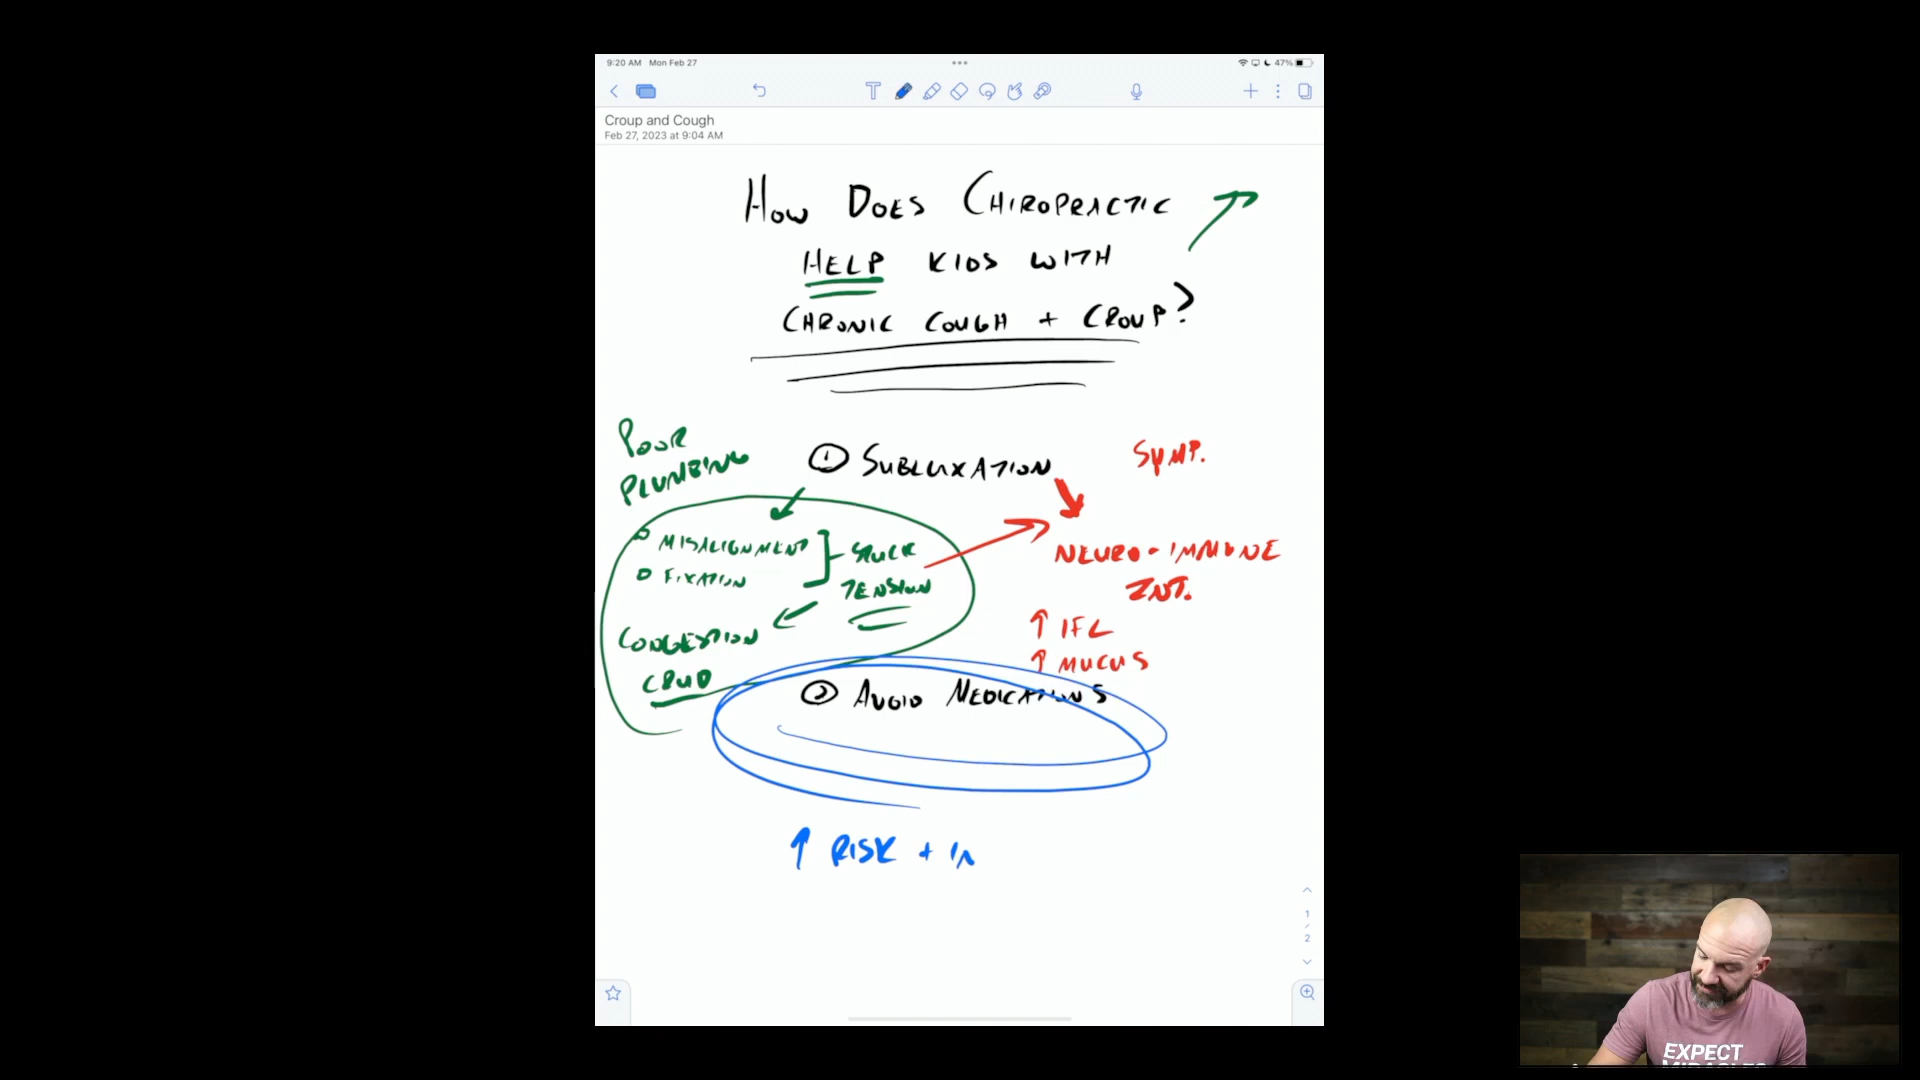 9:20 AM Mon Feb 27
47%
Croup and Cough
Feb 27, 2023 at 9:04 AM
HOW DOES CHIROPRACTIC
HELP KIDS WITH
CHRONIC COUGH + CROUP?
POOR
PLUMBING
① SUBLUXATION
SYMP.
MISALIGNMENT
FIXATION
STUCK
TENSION
NEURO-IMMUNE
INT.
CONGESTION
CRUD
↑ IFL
↑ MUCUS
② AVOID MEDICATIONS
↑ RISK + IN
1
/
2
EXPECT
MIRACLES